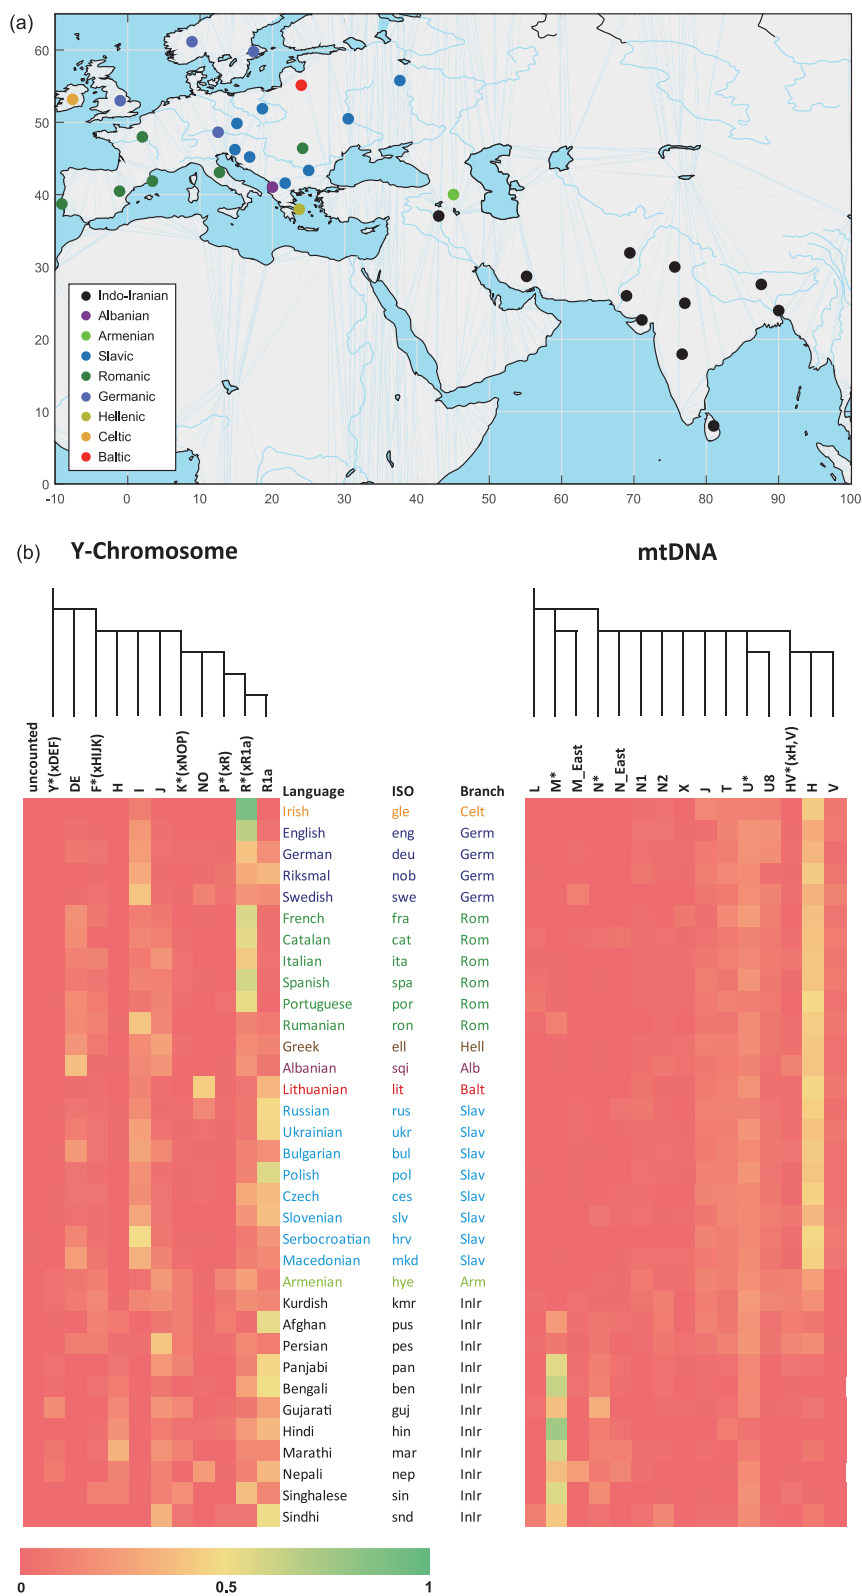 (a)
60
50
40
30
20
10
0
-10 0 10 20 30 40 50 60 70 80 90 100
Indo-Iranian
Albanian
Armenian
Slavic
Romanic
Germanic
Hellenic
Celtic
Baltic
(b) Y-Chromosome mtDNA
uncounted Y*(xDEF) DE F*(xHIJK) H I J K*(xNOP) NO P*(xR) R*(xR1a) R1a
L M* M_East N* N_East N1 N2 X J T U* U8 HV*(xH,V) H V
Language ISO Branch
Irish gle Celt
English eng Germ
German deu Germ
Riksmal nob Germ
Swedish swe Germ
French fra Rom
Catalan cat Rom
Italian ita Rom
Spanish spa Rom
Portuguese por Rom
Rumanian ron Rom
Greek ell Hell
Albanian sqi Alb
Lithuanian lit Balt
Russian rus Slav
Ukrainian ukr Slav
Bulgarian bul Slav
Polish pol Slav
Czech ces Slav
Slovenian slv Slav
Serbocroatian hrv Slav
Macedonian mkd Slav
Armenian hye Arm
Kurdish kmr InIr
Afghan pus InIr
Persian pes InIr
Panjabi pan InIr
Bengali ben InIr
Gujarati guj InIr
Hindi hin InIr
Marathi mar InIr
Nepali nep InIr
Singhalese sin InIr
Sindhi snd InIr
0 0.5 1